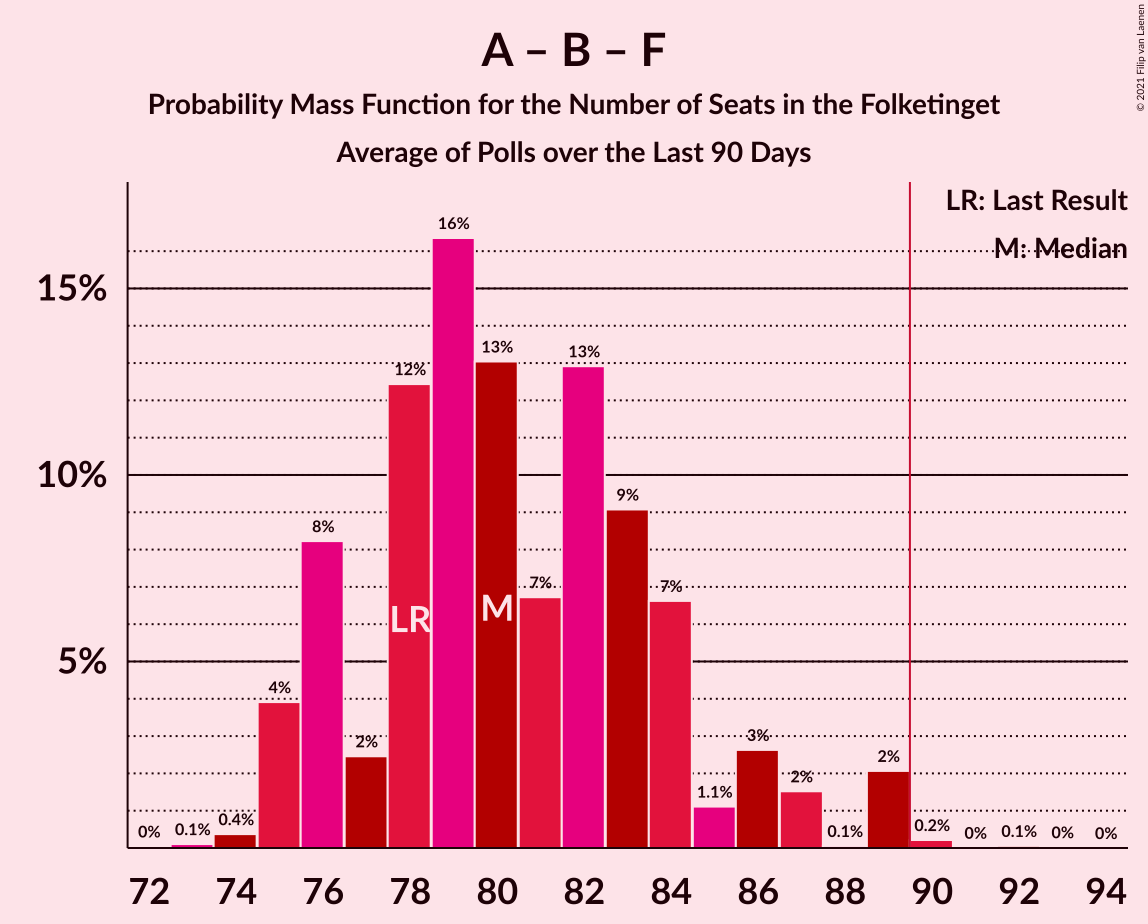 A – B – F
Probability Mass Function for the Number of Seats in the Folketinget
Average of Polls over the Last 90 Days
© 2021 Filip van Laenen
LR: Last Result
M: Median
15%
10%
5%
0%
0.1%
0.4%
4%
8%
2%
12%
16%
13%
7%
13%
9%
7%
1.1%
3%
2%
0.1%
2%
0.2%
0%
0.1%
0%
0%
LR
M
72 74 76 78 80 82 84 86 88 90 92 94